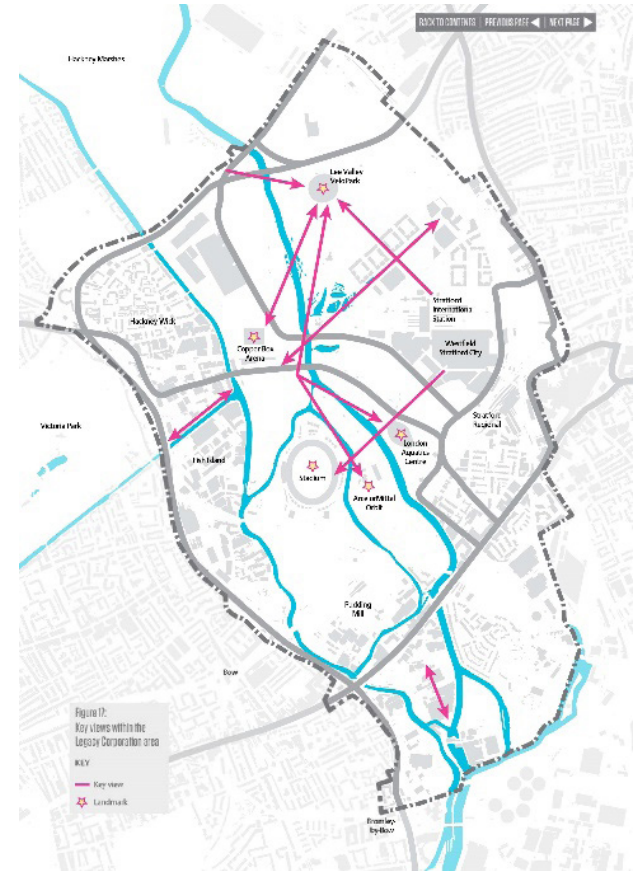 BACK TO CONTENTS | PREVIOUS PAGE | NEXT PAGE
Hackney Marshes
Lee Valley
VeloPark
Stratford
International
Station
Hackney Wick
Copper Box
Arena
Westfield
Stratford City
Victoria Park
Stratford
Regional
Fish Island
London
Aquatics
Centre
Stadium
ArcelorMittal
Orbit
Pudding
Mill
Bow
Figure 17:
Key views within the
Legacy Corporation area
KEY
Key view
Landmark
Bromley-
by-Bow